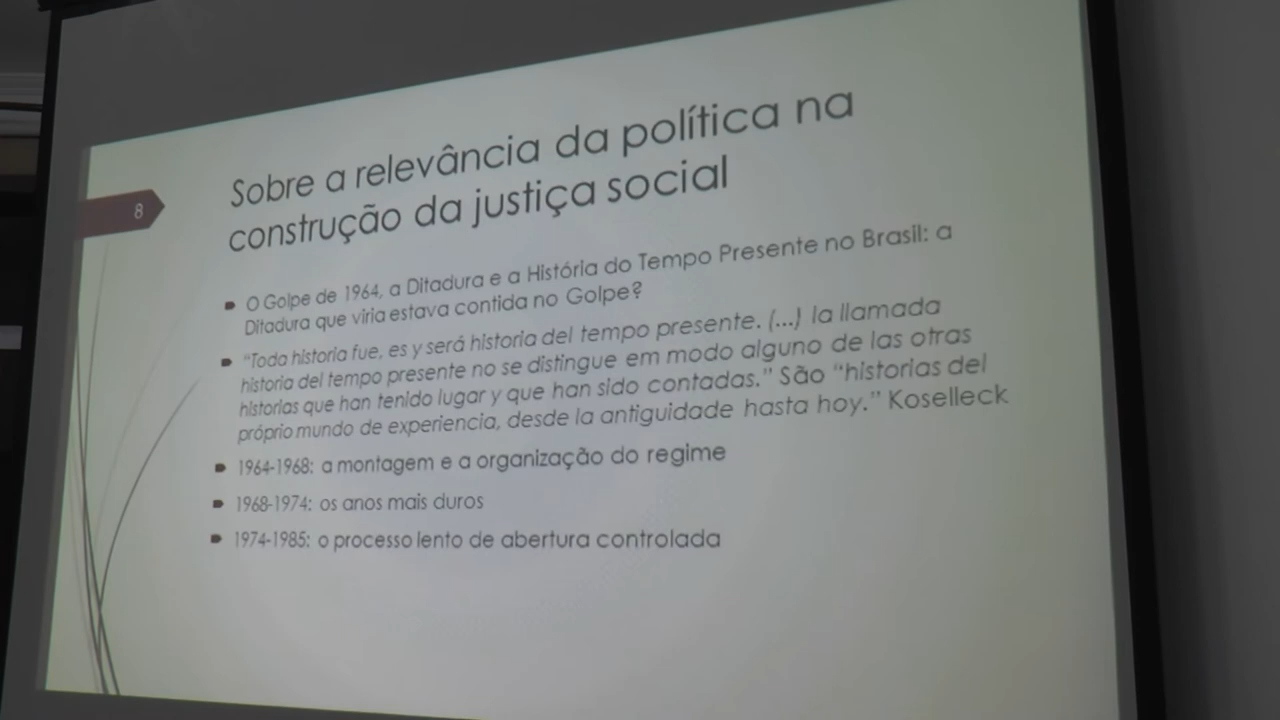 8
Sobre a relevância da política na
construção da justiça social
O Golpe de 1964, a Ditadura e a História do Tempo Presente no Brasil: a
Ditadura que viria estava contida no Golpe?
“Toda historia fue, es y será historia del tempo presente. (...) la llamada
historia del tempo presente no se distingue em modo alguno de las otras
historias que han tenido lugar y que han sido contadas.” São “historias del
próprio mundo de experiencia, desde la antiguidade hasta hoy.” Koselleck
1964-1968: a montagem e a organização do regime
1968-1974: os anos mais duros
1974-1985: o processo lento de abertura controlada